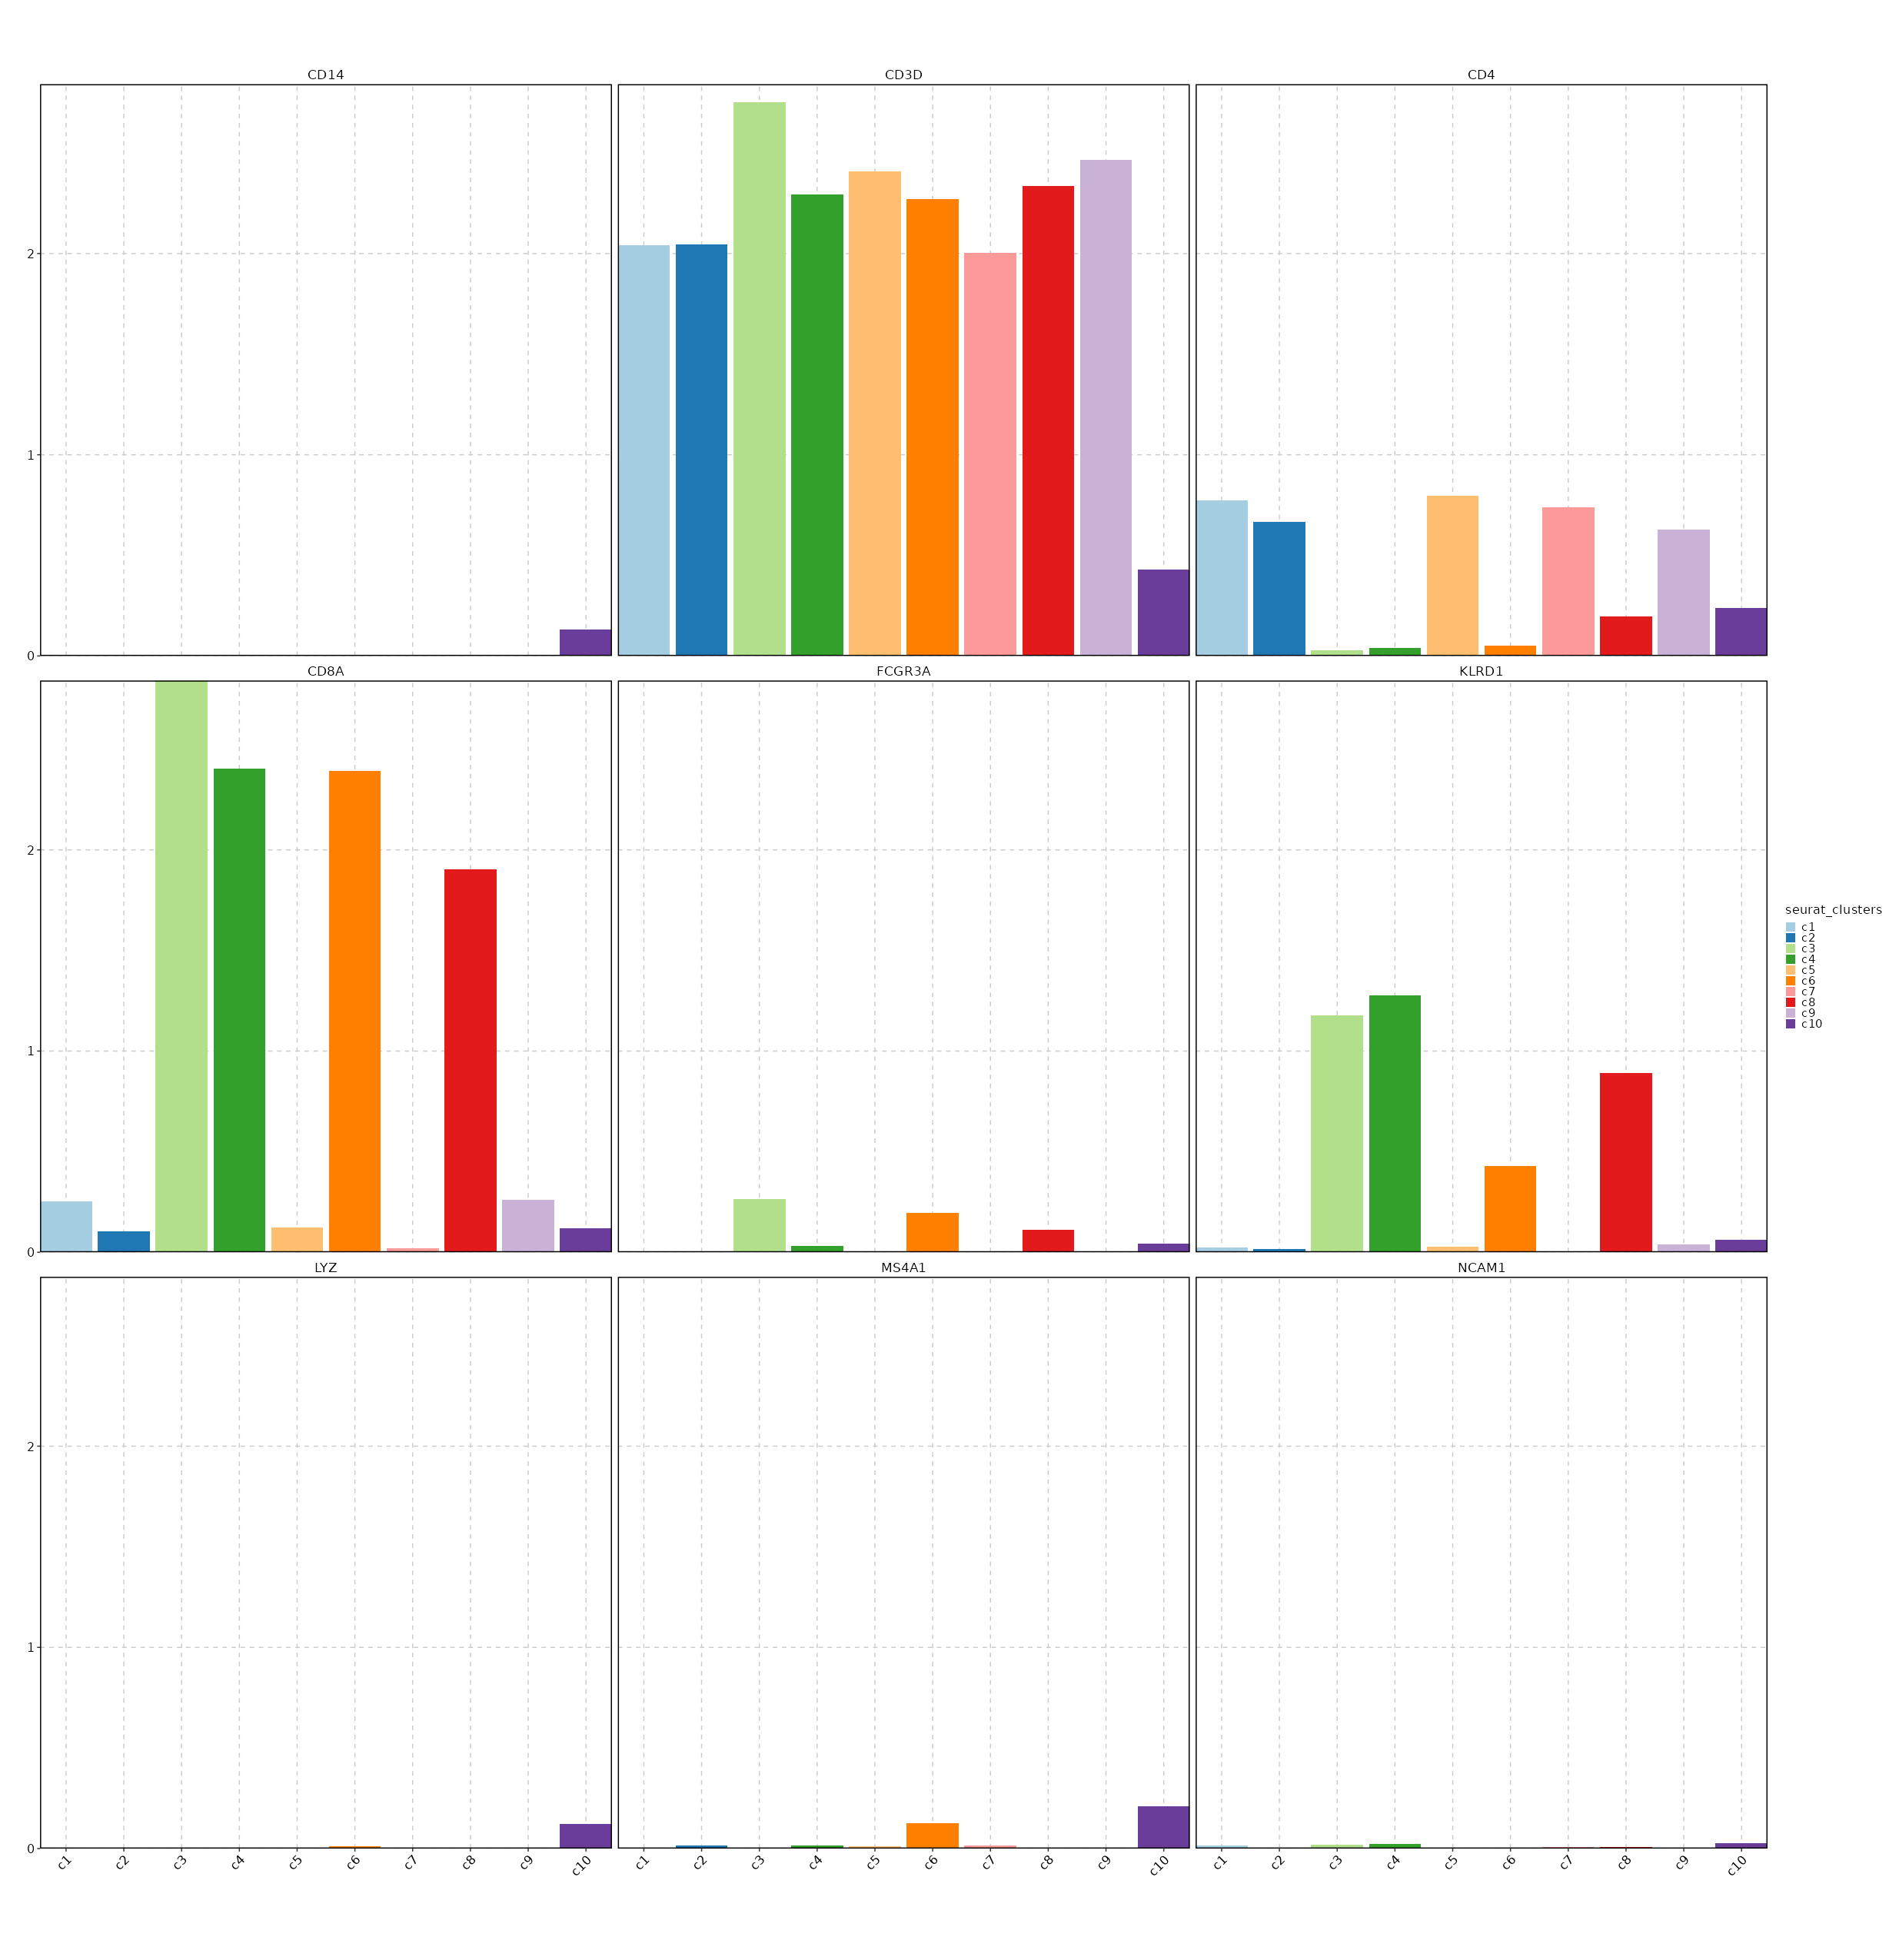 CD14 CD3D CD4
2
1
0
CD8A FCGR3A KLRD1
2
1
0
seurat_clusters
c1
c2
c3
c4
c5
c6
c7
c8
c9
c10
LYZ MS4A1 NCAM1
2
1
0
c1 c2 c3 c4 c5 c6 c7 c8 c9 c10 c1 c2 c3 c4 c5 c6 c7 c8 c9 c10 c1 c2 c3 c4 c5 c6 c7 c8 c9 c10